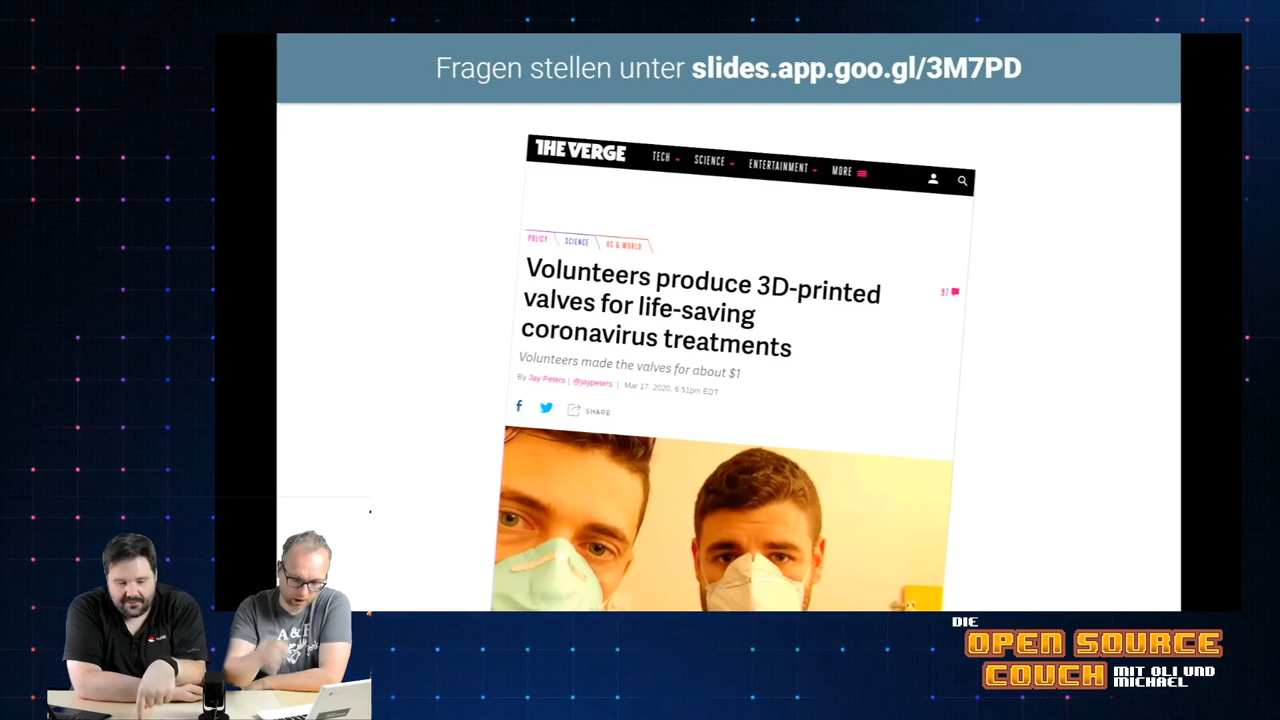 Fragen stellen unter slides.app.goo.gl/3M7PD
THE VERGE TECH SCIENCE ENTERTAINMENT MORE
POLICY SCIENCE US & WORLD
Volunteers produce 3D-printed
valves for life-saving
coronavirus treatments
97
Volunteers made the valves for about $1
By Jay Peters | @jaypeters | Mar 17, 2020, 6:51pm EDT
SHARE
A & F
DIE
OPEN SOURCE
COUCH MIT OLI UND
MICHAEL